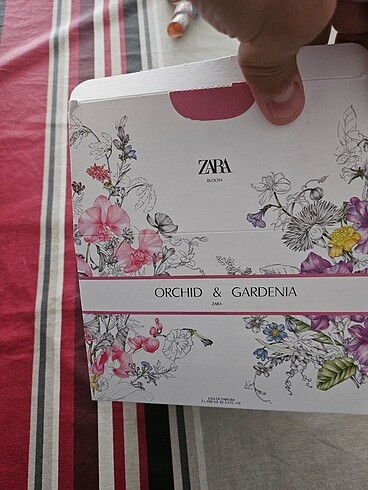 ZARA
BLOOM
ORCHID & GARDENIA
ZARA
EAU DE PARFUM